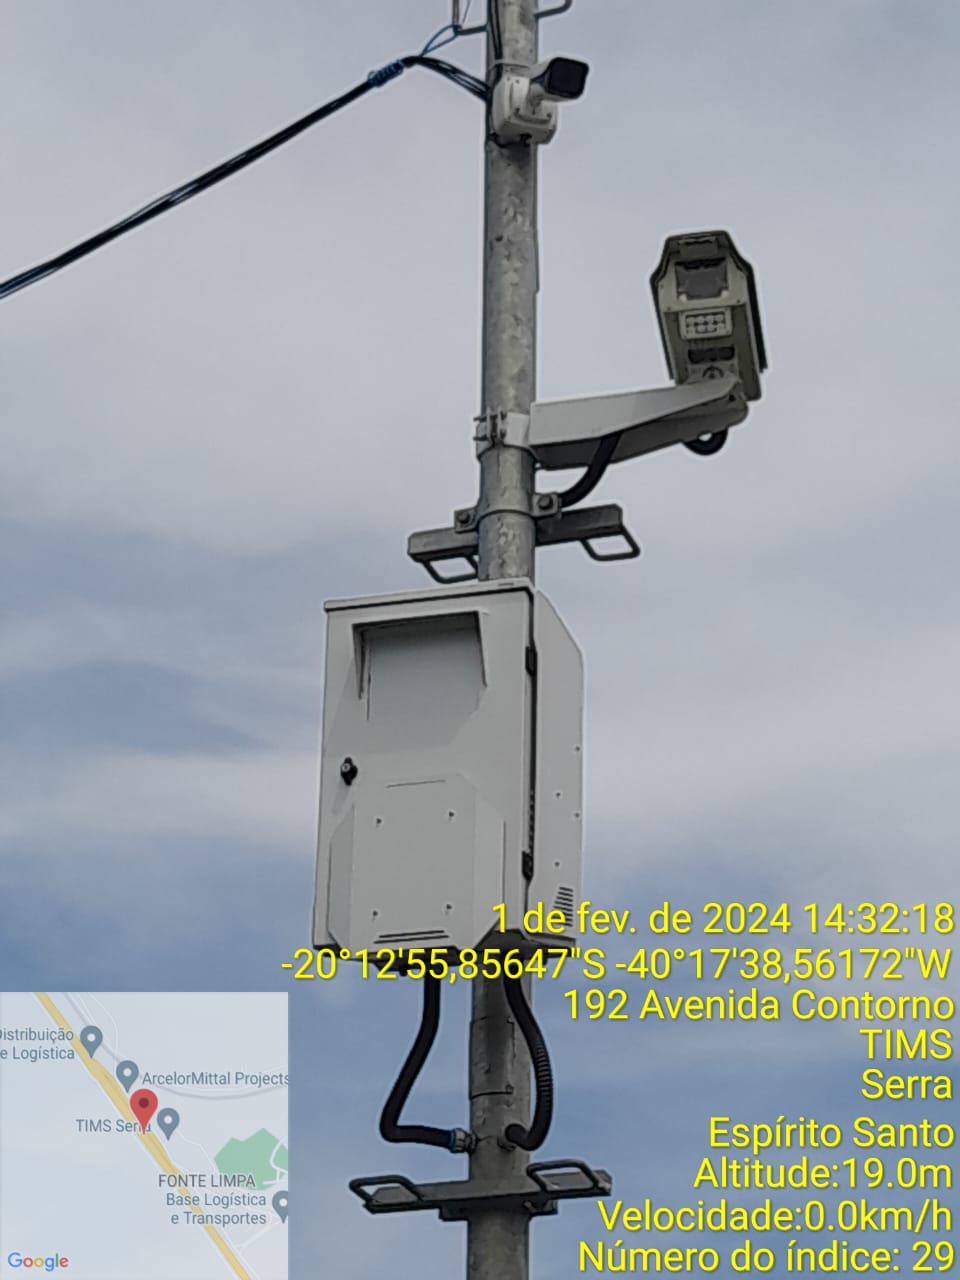 1 de fev. de 2024 14:32:18
-20°12'55,85647"S -40°17'38,56172"W
192 Avenida Contorno
TIMS
Serra
Espírito Santo
Altitude:19.0m
Velocidade:0.0km/h
Número do índice: 29
Distribuição
e Logística
ArcelorMittal Projects
TIMS Serra
FONTE LIMPA
Base Logística
e Transportes
Google